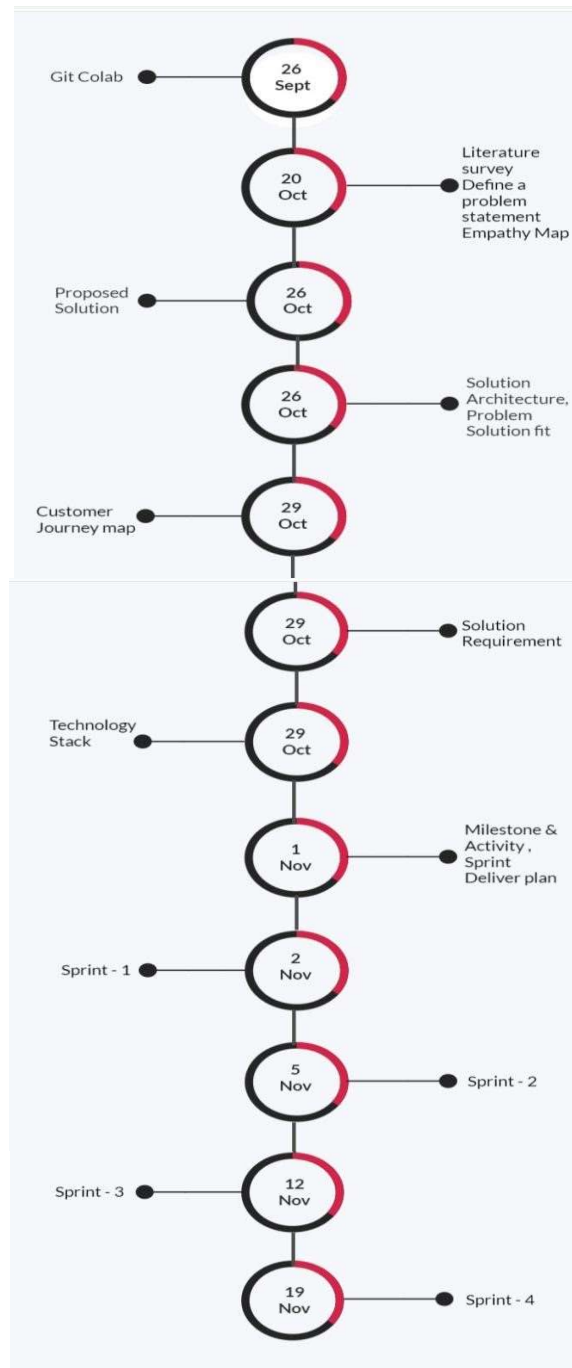 26
Sept
Git Colab
20
Oct
Literature
survey
Define a
problem
statement
Empathy Map
26
Oct
Proposed
Solution
26
Oct
Solution
Architecture,
Problem
Solution fit
29
Oct
Customer
Journey map
29
Oct
Solution
Requirement
29
Oct
Technology
Stack
1
Nov
Milestone &
Activity ,
Sprint
Deliver plan
2
Nov
Sprint - 1
5
Nov
Sprint - 2
12
Nov
Sprint - 3
19
Nov
Sprint - 4